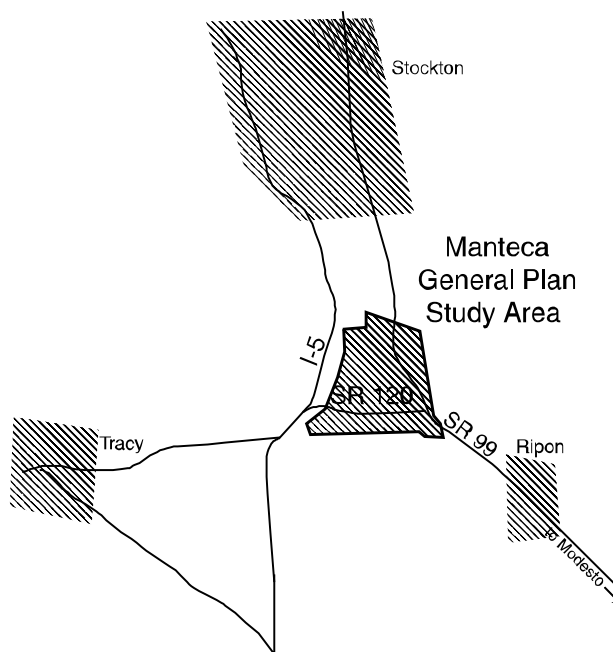 Stockton
Manteca
General Plan
Study Area
I-5
SR 120
SR 99
Tracy
Ripon
to Modesto